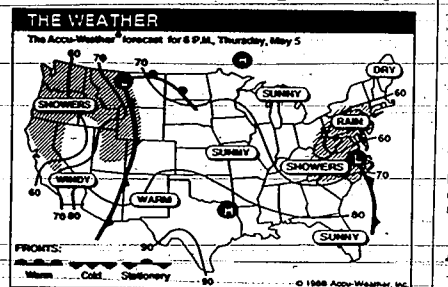 THE WEATHER
The Accu-Weather® forecast for 8 P.M., Thursday, May 5
60
70
70
H
DRY
SHOWERS
SUNNY
60
RAIN
60
SUNNY
SHOWERS
L
WINDY
60
70
70 80
WARM
H
80
SUNNY
90
FRONTS:
Warm Cold Stationary
90
© 1988 Accu-Weather, Inc.